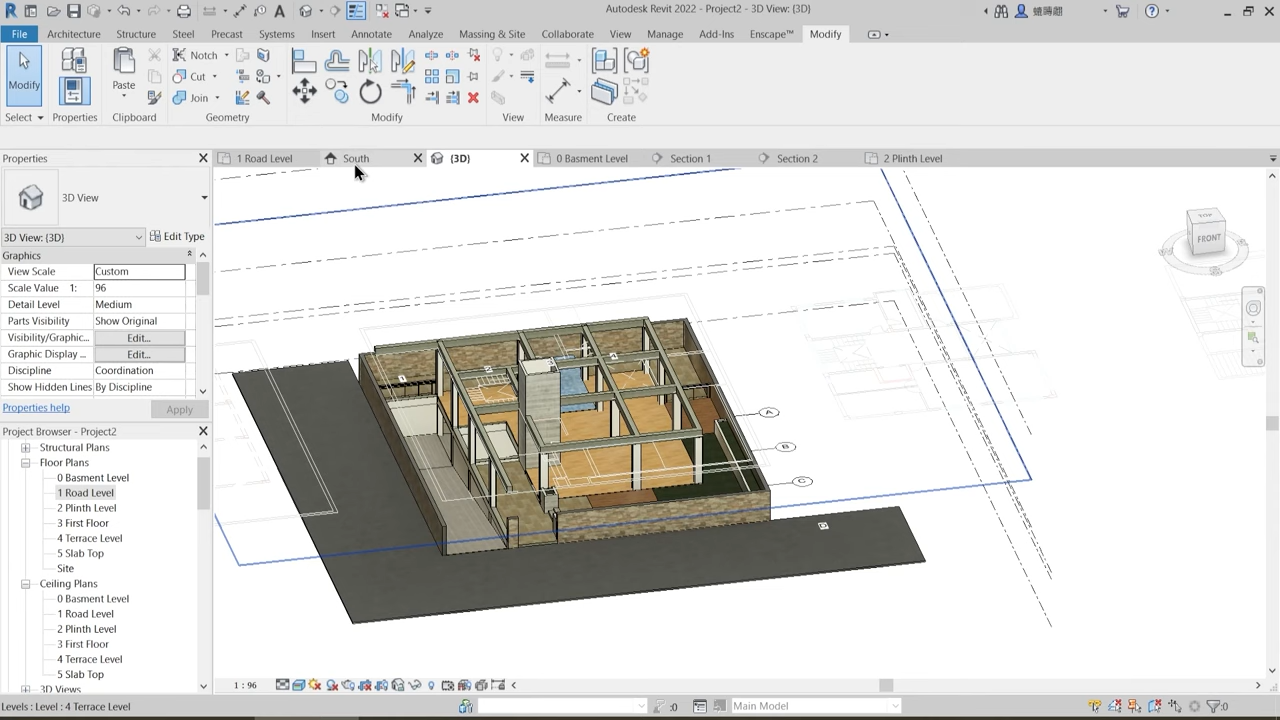 Autodesk Revit 2022 - Project2 - 3D View: {3D}
File Architecture Structure Steel Precast Systems Insert Annotate Analyze Massing & Site Collaborate View Manage Add-Ins Enscape™ Modify
Modify
Paste
Notch
Cut
Join
Select Properties Clipboard Geometry Modify View Measure Create
Properties
1 Road Level
South
{3D}
0 Basment Level
Section 1
Section 2
2 Plinth Level
3D View
3D View: {3D}
Edit Type
Graphics
View Scale Custom
Scale Value 1: 96
Detail Level Medium
Parts Visibility Show Original
Visibility/Graphic... Edit...
Graphic Display ... Edit...
Discipline Coordination
Show Hidden Lines By Discipline
Properties help
Apply
Project Browser - Project2
Structural Plans
Floor Plans
0 Basment Level
1 Road Level
2 Plinth Level
3 First Floor
4 Terrace Level
5 Slab Top
Site
Ceiling Plans
0 Basment Level
1 Road Level
2 Plinth Level
3 First Floor
4 Terrace Level
5 Slab Top
3D Views
TOP
FRONT
A
B
C
1 : 96
Levels : Level : 4 Terrace Level
:0
Main Model
:0